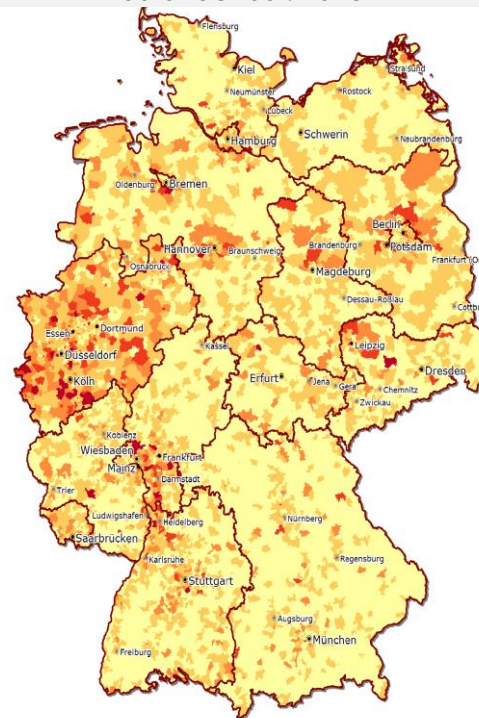 Flensburg
Kiel
Stralsund
Neumünster
Rostock
Lübeck
Schwerin
Hamburg
Neubrandenburg
Oldenburg
Bremen
Berlin
Hannover
Braunschweig
Brandenburg
Potsdam
Osnabrück
Magdeburg
Frankfurt (O
Dessau-Roßlau
Cottb
Essen
Dortmund
Düsseldorf
Kassel
Leipzig
Köln
Erfurt
Jena
Gera
Dresden
Chemnitz
Zwickau
Koblenz
Wiesbaden
Frankfurt
Mainz
Darmstadt
Trier
Ludwigshafen
Heidelberg
Nürnberg
Saarbrücken
Karlsruhe
Regensburg
Stuttgart
Augsburg
München
Freiburg